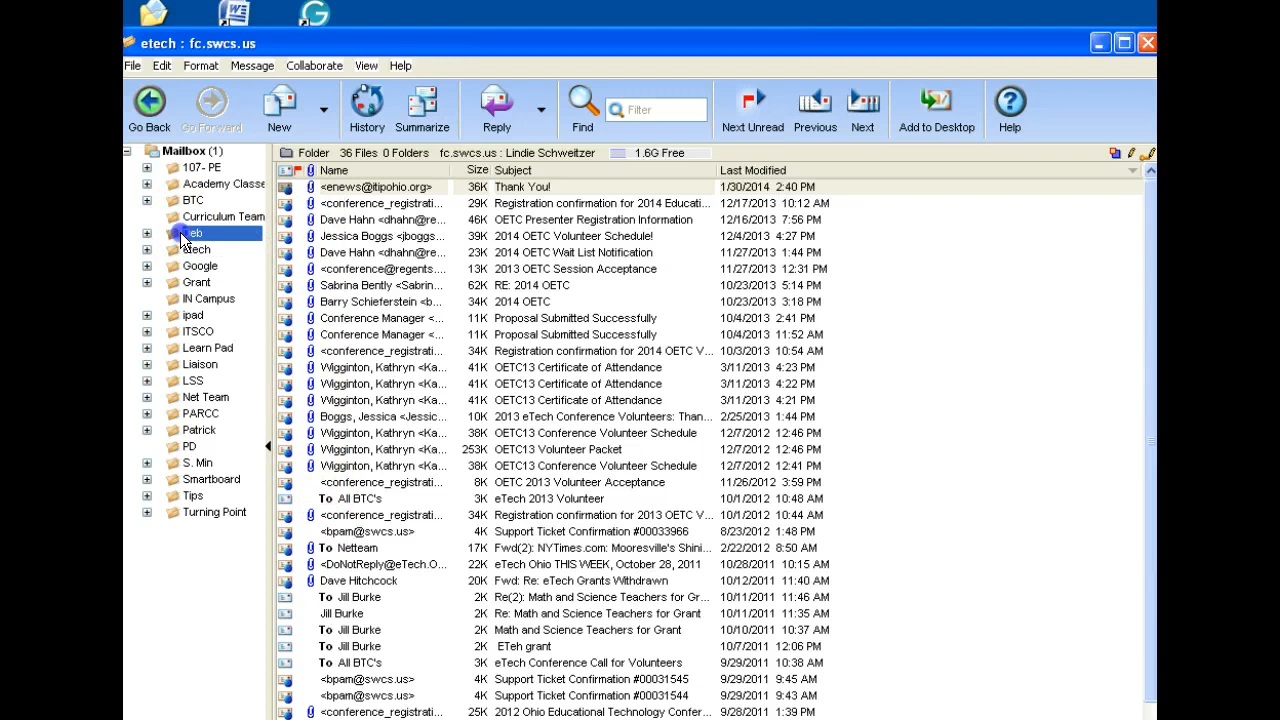 etech : fc.swcs.us
File Edit Format Message Collaborate View Help
Go Back Go Forward New History Summarize Reply Find Filter Next Unread Previous Next Add to Desktop Help
Mailbox (1)
107- PE
Academy Classe
BTC
Curriculum Team
eb
etech
Google
Grant
IN Campus
ipad
ITSCO
Learn Pad
Liaison
LSS
Net Team
PARCC
Patrick
PD
S. Min
Smartboard
Tips
Turning Point
Folder 36 Files 0 Folders fc.swcs.us : Lindie Schweitzer 1.6G Free
Name Size Subject Last Modified
<enews@itipohio.org> 36K Thank You! 1/30/2014 2:40 PM
<conference_registrati... 29K Registration confirmation for 2014 Educati... 12/17/2013 10:12 AM
Dave Hahn <dhahn@re... 46K OETC Presenter Registration Information 12/16/2013 7:56 PM
Jessica Boggs <jboggs... 23K 2014 OETC Volunteer Schedule! 12/4/2013 4:27 PM
Dave Hahn <dhahn@re... 23K 2014 OETC Wait List Notification 11/27/2013 1:44 PM
<conference@regents.... 13K 2013 OETC Session Acceptance 11/27/2013 12:31 PM
Sabrina Bently <Sabrin... 62K RE: 2014 OETC 10/23/2013 5:14 PM
Barry Schieferstein <b... 34K 2014 OETC 10/23/2013 3:18 PM
Conference Manager <... 11K Proposal Submitted Successfully 10/4/2013 2:41 PM
Conference Manager <... 11K Proposal Submitted Successfully 10/4/2013 11:52 AM
<conference_registrati... 34K Registration confirmation for 2014 OETC V... 10/3/2013 10:54 AM
Wigginton, Kathryn <Ka... 41K OETC13 Certificate of Attendance 3/11/2013 4:23 PM
Wigginton, Kathryn <Ka... 41K OETC13 Certificate of Attendance 3/11/2013 4:22 PM
Wigginton, Kathryn <Ka... 41K OETC13 Certificate of Attendance 3/11/2013 4:21 PM
Boggs, Jessica <Jessic... 10K 2013 eTech Conference Volunteers: Than... 2/25/2013 1:44 PM
Wigginton, Kathryn <Ka... 38K OETC13 Conference Volunteer Schedule 12/7/2012 12:46 PM
Wigginton, Kathryn <Ka... 253K OETC13 Volunteer Packet 12/7/2012 12:46 PM
Wigginton, Kathryn <Ka... 38K OETC13 Conference Volunteer Schedule 12/7/2012 12:41 PM
<conference_registrati... 8K OETC 2013 Volunteer Acceptance 11/26/2012 3:59 PM
To All BTC's 3K eTech 2013 Volunteer 10/1/2012 10:48 AM
<conference_registrati... 34K Registration confirmation for 2013 OETC V... 10/1/2012 10:44 AM
<bpam@swcs.us> 4K Support Ticket Confirmation #00033966 8/23/2012 1:48 PM
To Netteam 17K Fwd(2): NYTimes.com: Mooresville's Shini... 2/22/2012 8:50 AM
<DoNotReply@eTech.O... 22K eTech Ohio THIS WEEK, October 28, 2011 10/28/2011 10:15 AM
Dave Hitchcock 20K Fwd: Re: eTech Grants Withdrawn 10/12/2011 11:40 AM
To Jill Burke 2K Re(2): Math and Science Teachers for Gr... 10/11/2011 11:46 AM
Jill Burke 2K Re: Math and Science Teachers for Grant 10/11/2011 11:35 AM
To Jill Burke 2K Math and Science Teachers for Grant 10/10/2011 10:37 AM
To Jill Burke 2K ETeh grant 10/7/2011 12:06 PM
To All BTC's 3K eTech Conference Call for Volunteers 9/29/2011 10:38 AM
<bpam@swcs.us> 4K Support Ticket Confirmation #00031545 9/29/2011 9:45 AM
<bpam@swcs.us> 4K Support Ticket Confirmation #00031544 9/29/2011 9:43 AM
<conference_registrati... 25K 2012 Ohio Educational Technology Confer... 9/28/2011 1:39 PM